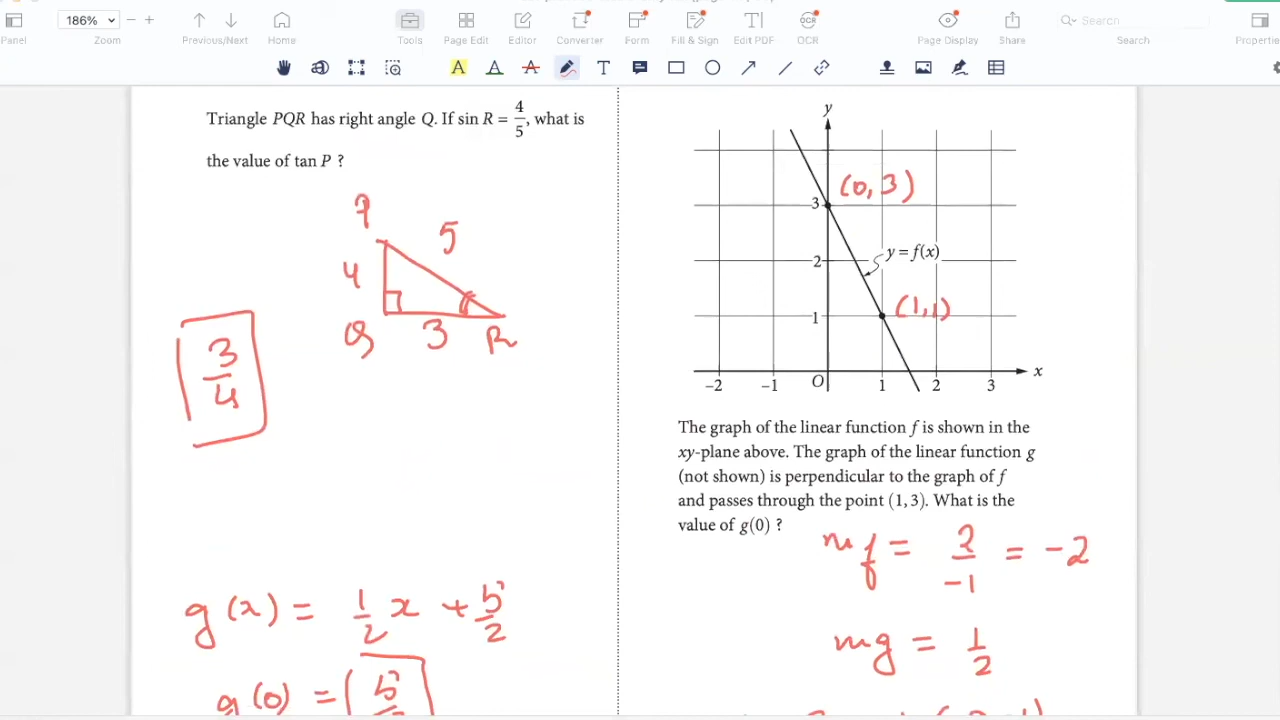 186%
Panel Zoom Previous/Next Home Tools Page Edit Editor Converter Form Fill & Sign Edit PDF OCR Page Display Share Search
Search
Propertie
A A A T
Triangle PQR has right angle Q. If sin R = 4/5, what is
the value of tan P ?
P
5
4
Q 3 R
3/4
g(x) = 1/2 x + 5/2
g(0) =
y
(0,3)
3
y = f(x)
2
(1,1)
1
-2 -1 O 1 2 3 x
The graph of the linear function f is shown in the
xy-plane above. The graph of the linear function g
(not shown) is perpendicular to the graph of f
and passes through the point (1, 3). What is the
value of g(0) ?
mf = 2/-1 = -2
mg = 1/2